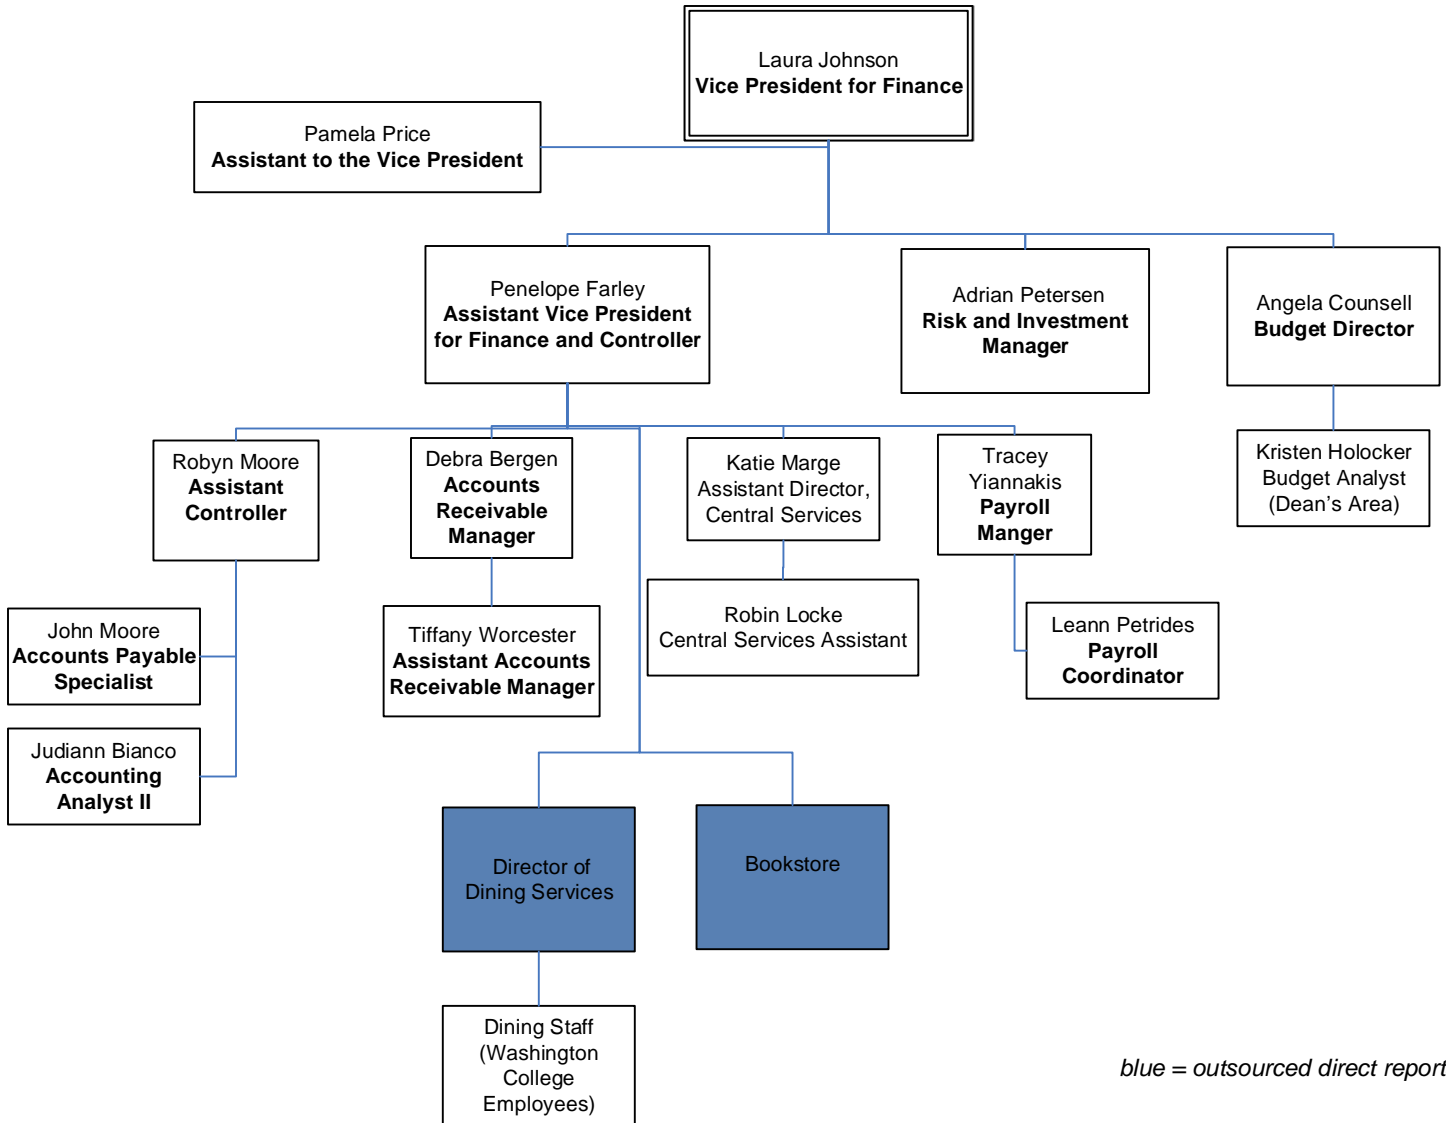 Laura Johnson
Vice President for Finance
Pamela Price
Assistant to the Vice President
Penelope Farley
Assistant Vice President
for Finance and Controller
Adrian Petersen
Risk and Investment
Manager
Angela Counsell
Budget Director
Robyn Moore
Assistant
Controller
Debra Bergen
Accounts
Receivable
Manager
Katie Marge
Assistant Director,
Central Services
Tracey
Yiannakis
Payroll
Manger
Kristen Holocker
Budget Analyst
(Dean’s Area)
John Moore
Accounts Payable
Specialist
Tiffany Worcester
Assistant Accounts
Receivable Manager
Robin Locke
Central Services Assistant
Leann Petrides
Payroll
Coordinator
Judiann Bianco
Accounting
Analyst II
Director of
Dining Services
Bookstore
Dining Staff
(Washington
College
Employees)
blue = outsourced direct report